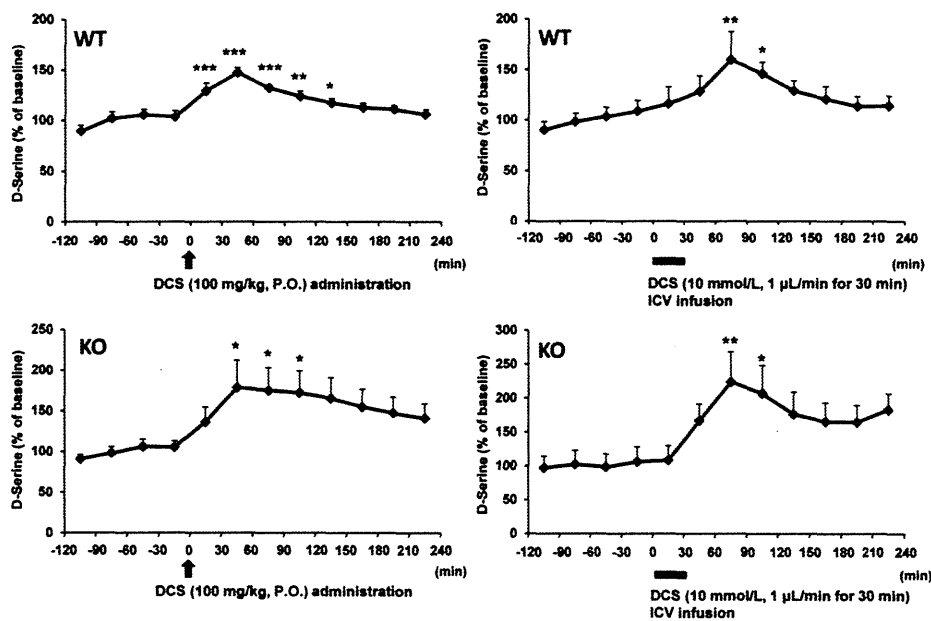 WT
D-Serine (% of baseline)
200
150
100
50
0
*** *** *** ** *
-120 -90 -60 -30 0 30 60 90 120 150 180 210 240
(min)
DCS (100 mg/kg, P.O.) administration
WT
D-Serine (% of baseline)
200
150
100
50
0
** *
-120 -90 -60 -30 0 30 60 90 120 150 180 210 240
(min)
DCS (10 mmol/L, 1 μL/min for 30 min)
ICV infusion
KO
D-Serine (% of baseline)
250
200
150
100
50
0
* * *
-120 -90 -60 -30 0 30 60 90 120 150 180 210 240
(min)
DCS (100 mg/kg, P.O.) administration
KO
D-Serine (% of baseline)
300
250
200
150
100
50
0
** *
-120 -90 -60 -30 0 30 60 90 120 150 180 210 240
(min)
DCS (10 mmol/L, 1 μL/min for 30 min)
ICV infusion